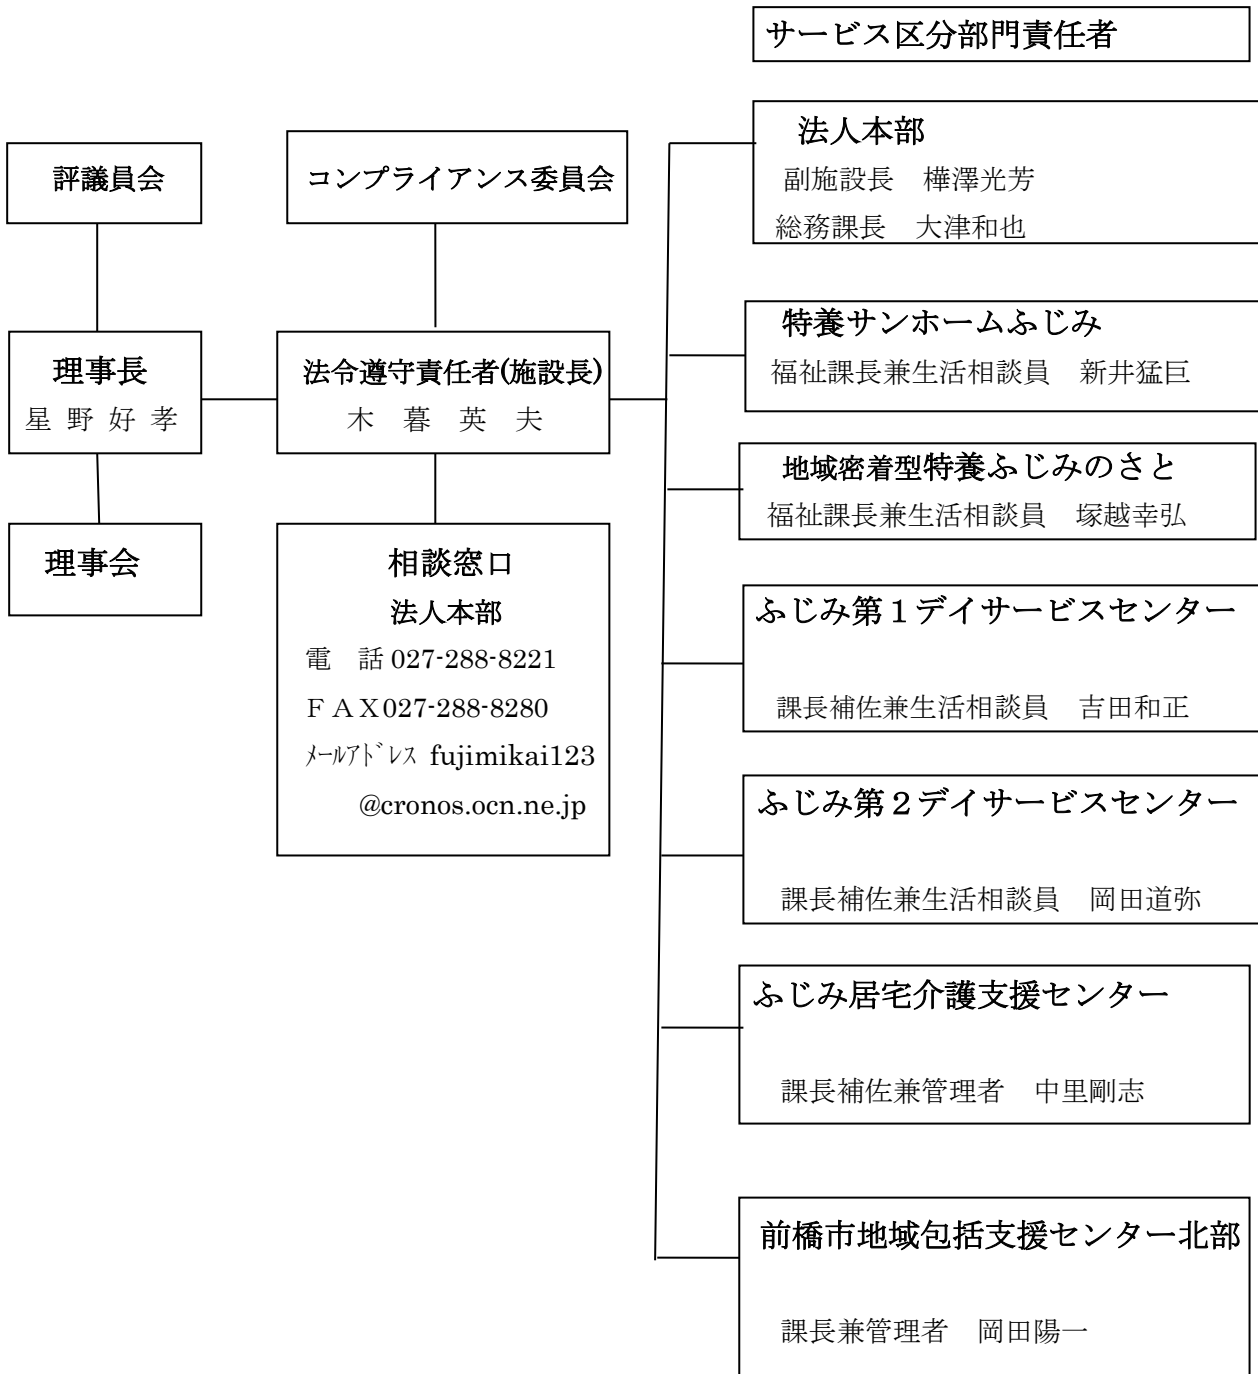 サービス区分部門責任者
評議員会
理事長
星 野 好 孝
理事会
コンプライアンス委員会
法令遵守責任者(施設長)
木　暮　英　夫
相談窓口
法人本部
電　話 027-288-8221
ＦＡＸ027-288-8280
ﾒｰﾙｱﾄﾞﾚｽ fujimikai123
@cronos.ocn.ne.jp
法人本部
副施設長　樺澤光芳
総務課長　大津和也
特養サンホームふじみ
福祉課長兼生活相談員　新井猛巨
地域密着型特養ふじみのさと
福祉課長兼生活相談員　塚越幸弘
ふじみ第１デイサービスセンター
課長補佐兼生活相談員　吉田和正
ふじみ第２デイサービスセンター
課長補佐兼生活相談員　岡田道弥
ふじみ居宅介護支援センター
課長補佐兼管理者　中里剛志
前橋市地域包括支援センター北部
課長兼管理者　岡田陽一